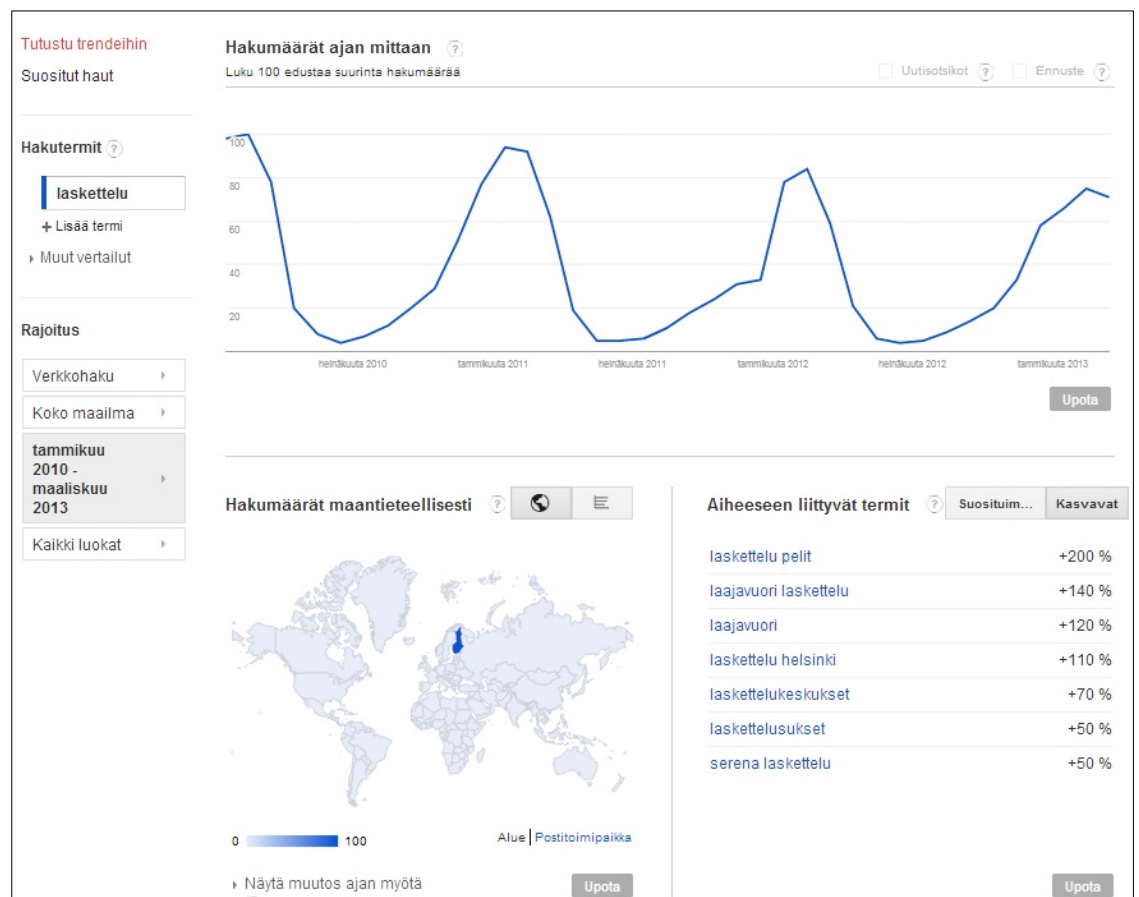 Tutustu trendeihin
Suositut haut
Hakutermit ?
laskettelu
+ Lisää termi
Muut vertailut
Rajoitus
Verkkohaku
Koko maailma
tammikuu
2010 -
maaliskuu
2013
Kaikki luokat
Hakumäärät ajan mittaan ?
Luku 100 edustaa suurinta hakumäärää
Uutisotsikot ? Ennuste ?
100
80
60
40
20
heinäkuuta 2010 tammikuuta 2011 heinäkuuta 2011 tammikuuta 2012 heinäkuuta 2012 tammikuuta 2013
Upota
Hakumäärät maantieteellisesti ?
0 100
Alue | Postitoimipaikka
Näytä muutos ajan myötä
Upota
Aiheeseen liittyvät termit ? Suosituim... Kasvavat
laskettelu pelit +200 %
laajavuori laskettelu +140 %
laajavuori +120 %
laskettelu helsinki +110 %
laskettelukeskukset +70 %
laskettelusukset +50 %
serena laskettelu +50 %
Upota